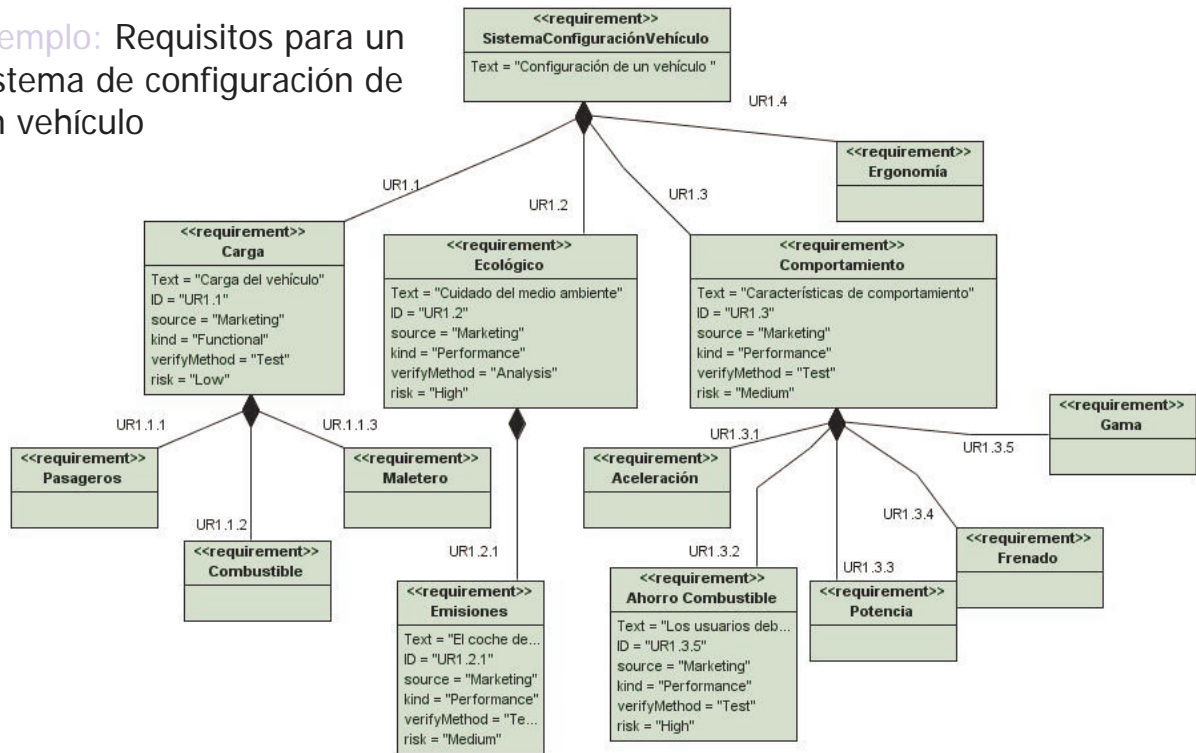 emplo: Requisitos para un
istema de configuración de
n vehículo
<<requirement>>
SistemaConfiguraciónVehículo
Text = "Configuración de un vehículo "
UR1.4
<<requirement>>
Ergonomía
UR1.1
UR1.2
UR1.3
<<requirement>>
Carga
Text = "Carga del vehículo"
ID = "UR1.1"
source = "Marketing"
kind = "Functional"
verifyMethod = "Test"
risk = "Low"
<<requirement>>
Ecológico
Text = "Cuidado del medio ambiente"
ID = "UR1.2"
source = "Marketing"
kind = "Performance"
verifyMethod = "Analysis"
risk = "High"
<<requirement>>
Comportamiento
Text = "Características de comportamiento"
ID = "UR1.3"
source = "Marketing"
kind = "Performance"
verifyMethod = "Test"
risk = "Medium"
UR1.1.1
UR.1.1.3
UR1.3.1
UR1.3.5
<<requirement>>
Gama
<<requirement>>
Pasageros
<<requirement>>
Maletero
<<requirement>>
Aceleración
UR1.1.2
<<requirement>>
Combustible
UR1.2.1
UR1.3.2
UR1.3.4
UR1.3.3
<<requirement>>
Frenado
<<requirement>>
Emisiones
Text = "El coche de...
ID = "UR1.2.1"
source = "Marketing"
kind = "Performance"
verifyMethod = "Te...
risk = "Medium"
<<requirement>>
Ahorro Combustible
Text = "Los usuarios deb...
ID = "UR1.3.5"
source = "Marketing"
kind = "Performance"
verifyMethod = "Test"
risk = "High"
<<requirement>>
Potencia